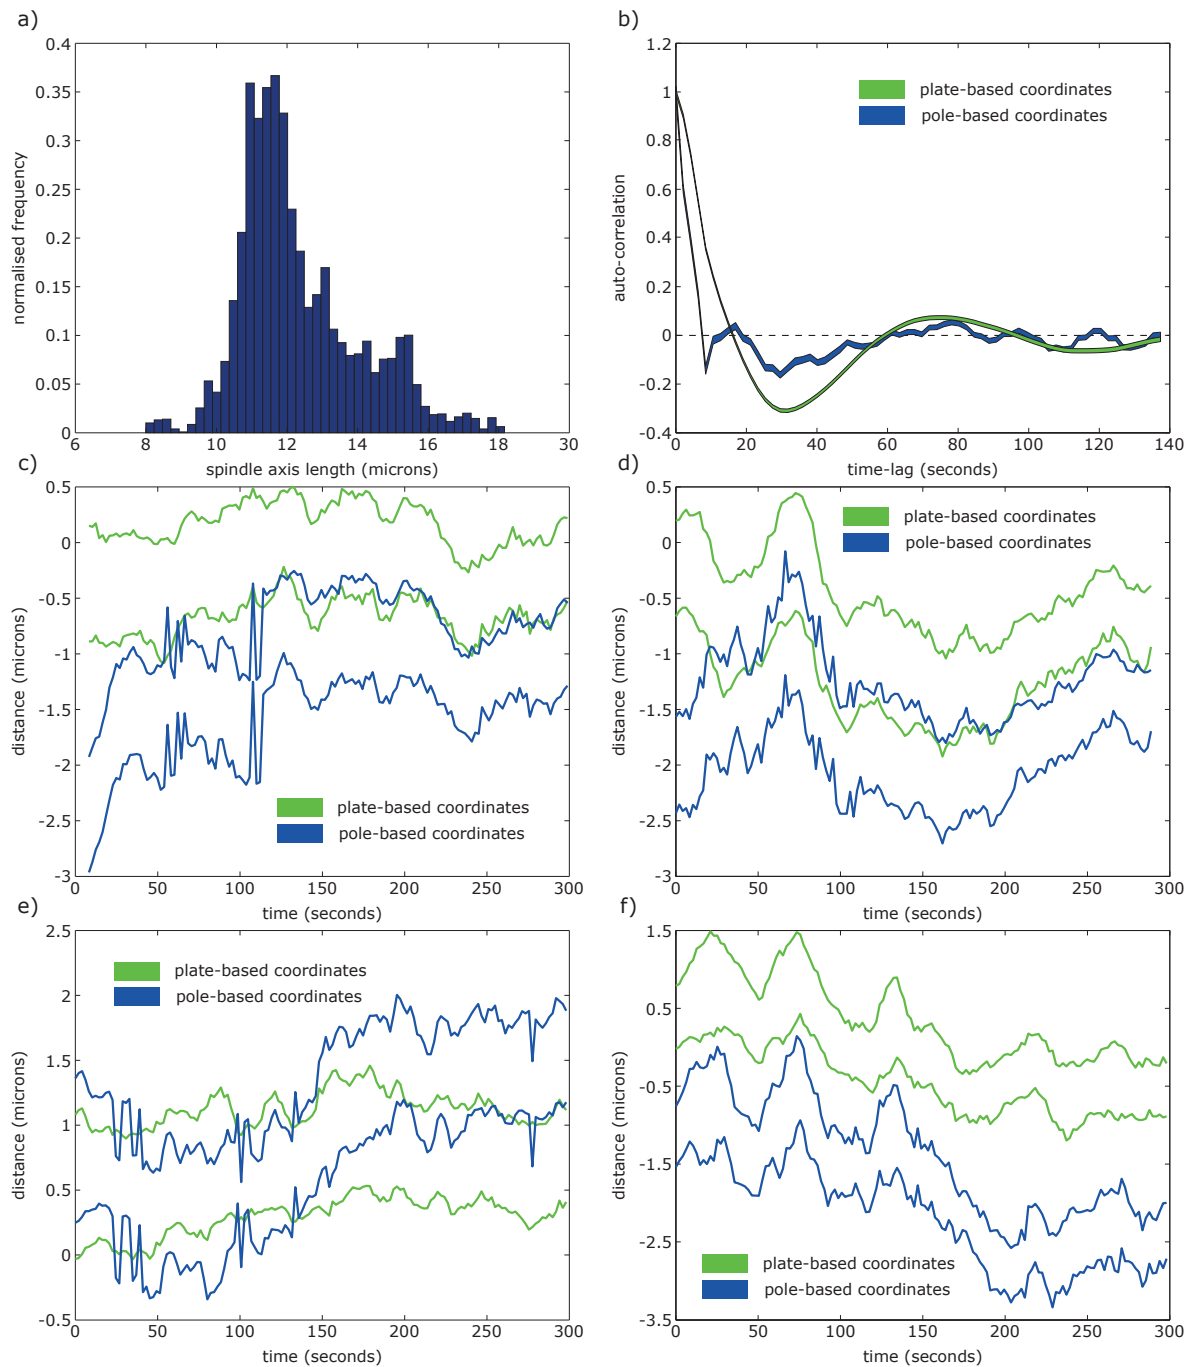 a)
0.4
0.35
0.3
0.25
0.2
0.15
0.1
0.05
0
normalised frequency
6 8 10 12 14 16 18 30
spindle axis length (microns)
b)
1.2
1
0.8
0.6
0.4
0.2
0
-0.2
-0.4
auto-correlation
plate-based coordinates
pole-based coordinates
0 20 40 60 80 100 120 140
time-lag (seconds)
c)
0.5
0
-0.5
-1
-1.5
-2
-2.5
-3
distance (microns)
plate-based coordinates
pole-based coordinates
0 50 100 150 200 250 300
time (seconds)
d)
0.5
0
-0.5
-1
-1.5
-2
-2.5
-3
distance (microns)
plate-based coordinates
pole-based coordinates
0 50 100 150 200 250 300
time (seconds)
e)
2.5
2
1.5
1
0.5
0
-0.5
distance (microns)
plate-based coordinates
pole-based coordinates
0 50 100 150 200 250 300
time (seconds)
f)
1.5
0.5
-0.5
-1.5
-2.5
-3.5
distance (microns)
plate-based coordinates
pole-based coordinates
0 50 100 150 200 250 300
time (seconds)